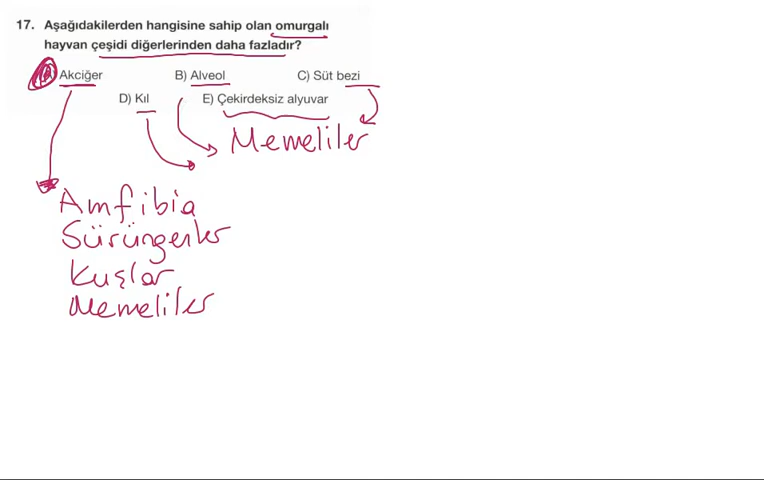 17. Aşağıdakilerden hangisine sahip olan omurgalı
hayvan çeşidi diğerlerinden daha fazladır?
Akciğer B) Alveol C) Süt bezi
D) Kıl E) Çekirdeksiz alyuvar
Memeliler
Amfibia
Sürüngenler
Kuşlar
Memeliler